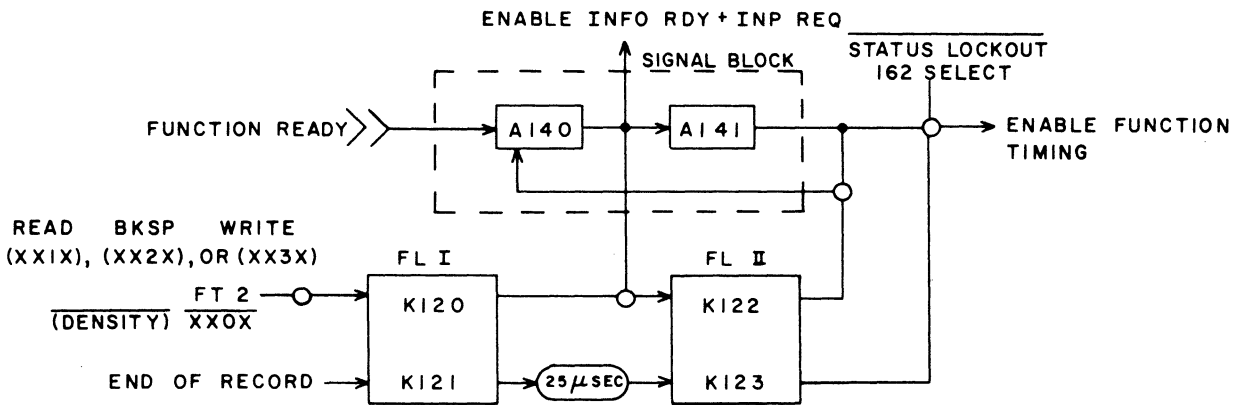 ENABLE INFO RDY + INP REQ
SIGNAL BLOCK
STATUS LOCKOUT
162 SELECT
FUNCTION READY
A140
A141
ENABLE FUNCTION
TIMING
READ BKSP WRITE
(XX1X), (XX2X), OR (XX3X)
FL I
FL II
FT 2
(DENSITY) XX0X
K120
K122
END OF RECORD
K121
25 μSEC
K123